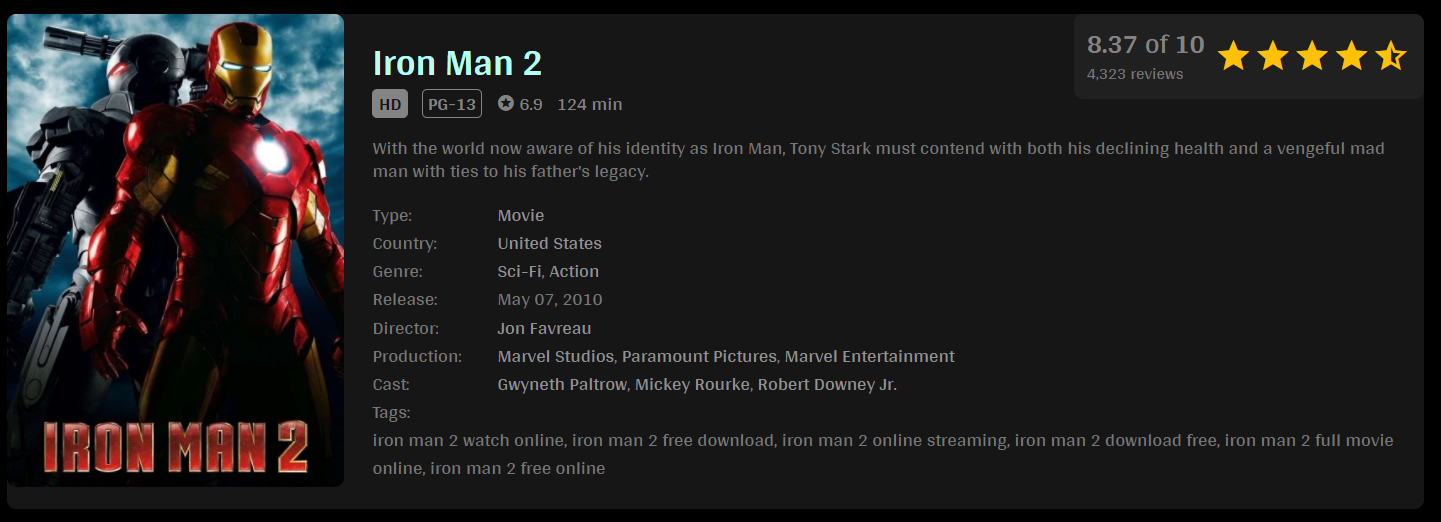 Iron Man 2
8.37 of 10
4,323 reviews
HD PG-13 6.9 124 min
With the world now aware of his identity as Iron Man, Tony Stark must contend with both his declining health and a vengeful mad
man with ties to his father's legacy.
Type: Movie
Country: United States
Genre: Sci-Fi, Action
Release: May 07, 2010
Director: Jon Favreau
Production: Marvel Studios, Paramount Pictures, Marvel Entertainment
Cast: Gwyneth Paltrow, Mickey Rourke, Robert Downey Jr.
Tags:
iron man 2 watch online, iron man 2 free download, iron man 2 online streaming, iron man 2 download free, iron man 2 full movie
online, iron man 2 free online
IRON MAN 2